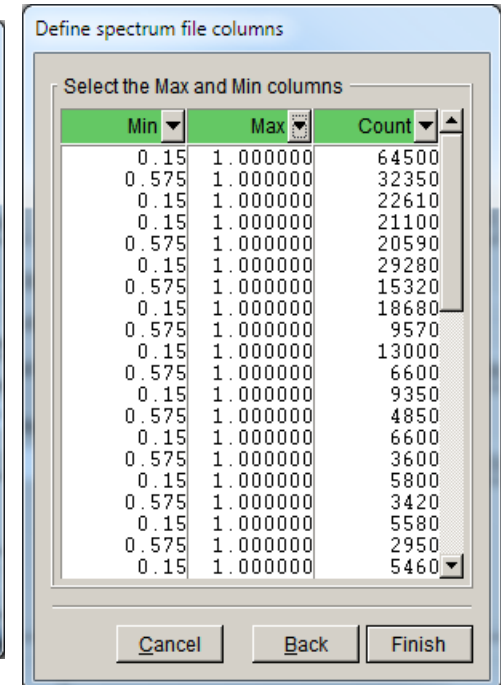 Define spectrum file columns
Select the Max and Min columns
Min Max Count
0.15 1.000000 64500
0.575 1.000000 32350
0.15 1.000000 22610
0.15 1.000000 21100
0.575 1.000000 20590
0.15 1.000000 29280
0.575 1.000000 15320
0.15 1.000000 18680
0.575 1.000000 9570
0.15 1.000000 13000
0.575 1.000000 6600
0.15 1.000000 9350
0.575 1.000000 4850
0.15 1.000000 6600
0.575 1.000000 3600
0.15 1.000000 5800
0.575 1.000000 3420
0.15 1.000000 5580
0.575 1.000000 2950
0.15 1.000000 5460
Cancel Back Finish